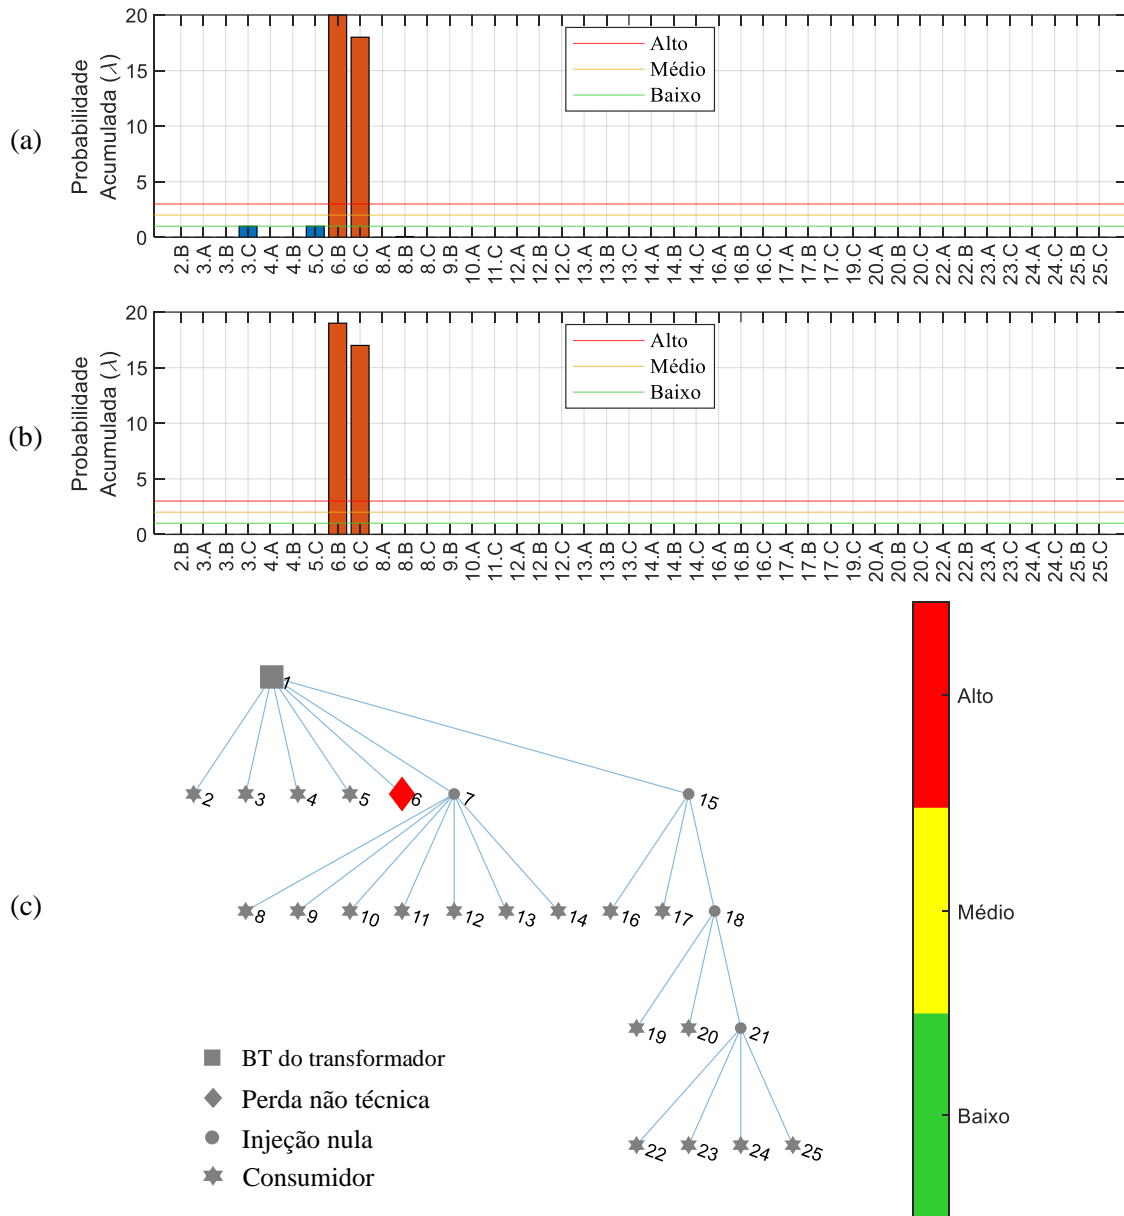 (a)
Probabilidade
Acumulada (λ)
20
15
10
5
0
Alto
Médio
Baixo
2.B 3.A 3.B 3.C 4.A 4.B 5.C 6.B 6.C 8.A 8.B 8.C 9.B 10.A 11.C 12.A 12.B 12.C 13.A 13.B 13.C 14.A 14.B 14.C 16.A 16.B 16.C 17.A 17.B 17.C 19.C 20.A 20.B 20.C 22.A 22.B 23.A 23.C 24.A 24.C 25.B 25.C
(b)
Probabilidade
Acumulada (λ)
20
15
10
5
0
Alto
Médio
Baixo
2.B 3.A 3.B 3.C 4.A 4.B 5.C 6.B 6.C 8.A 8.B 8.C 9.B 10.A 11.C 12.A 12.B 12.C 13.A 13.B 13.C 14.A 14.B 14.C 16.A 16.B 16.C 17.A 17.B 17.C 19.C 20.A 20.B 20.C 22.A 22.B 23.A 23.C 24.A 24.C 25.B 25.C
(c)
1
2 3 4 5 6 7 15
8 9 10 11 12 13 14 16 17 18
19 20 21
22 23 24 25
BT do transformador
Perda não técnica
Injeção nula
Consumidor
Alto
Médio
Baixo